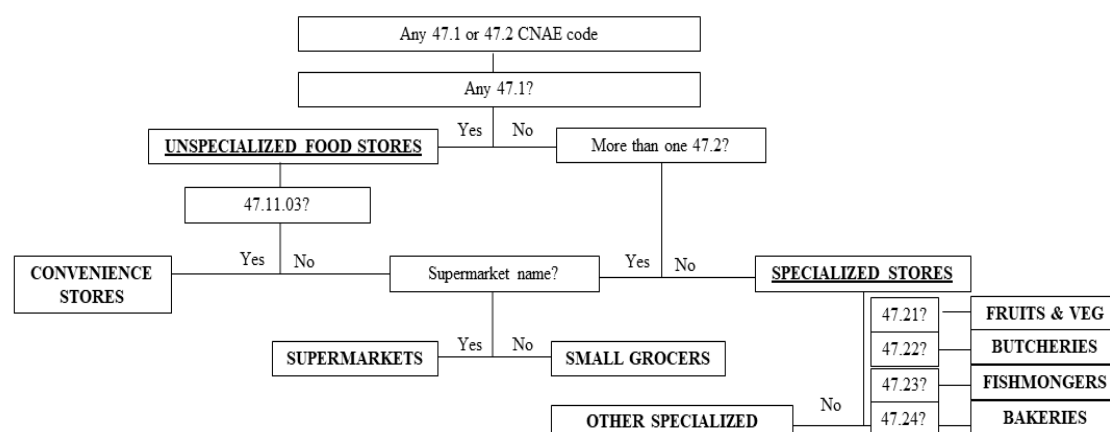 Any 47.1 or 47.2 CNAE code
Any 47.1?
Yes No
UNSPECIALIZED FOOD STORES
More than one 47.2?
47.11.03?
Yes No
Yes No
CONVENIENCE
STORES
Supermarket name?
SPECIALIZED STORES
47.21?
FRUITS & VEG
Yes No
SUPERMARKETS
SMALL GROCERS
47.22?
BUTCHERIES
47.23?
FISHMONGERS
No
OTHER SPECIALIZED
47.24?
BAKERIES